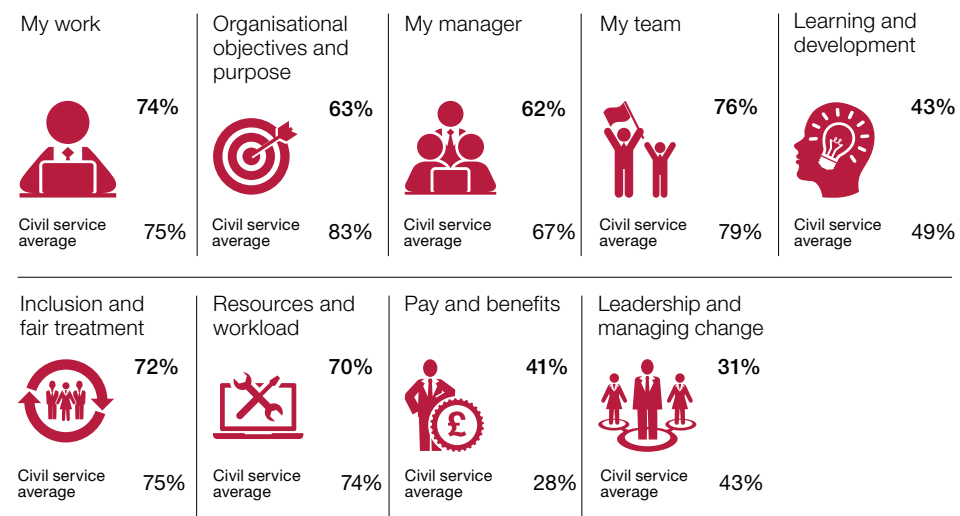 My work
74%
Civil service
average
75%
Organisational
objectives and
purpose
63%
Civil service
average
83%
My manager
62%
Civil service
average
67%
My team
76%
Civil service
average
79%
Learning and
development
43%
Civil service
average
49%
Inclusion and
fair treatment
72%
Civil service
average
75%
Resources and
workload
70%
Civil service
average
74%
Pay and benefits
41%
£
Civil service
average
28%
Leadership and
managing change
31%
Civil service
average
43%